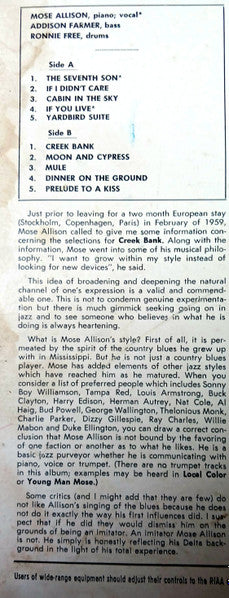 MOSE ALLISON, piano; vocal*
ADDISON FARMER, bass
RONNIE FREE, drums
Side A
1. THE SEVENTH SON*
2. IF I DIDN'T CARE
3. CABIN IN THE SKY
4. IF YOU LIVE*
5. YARDBIRD SUITE
Side B
1. CREEK BANK
2. MOON AND CYPRESS
3. MULE
4. DINNER ON THE GROUND
5. PRELUDE TO A KISS
Just prior to leaving for a two month European stay
(Stockholm, Copenhagen, Paris) in February of 1959,
Mose Allison called to give me some information con-
cerning the selections for Creek Bank. Along with the
information, Mose went into some of his musical philo-
sophy. "I want to grow within my style instead of
looking for new devices", he said.
This idea of broadening and deepening the natural
channel of one's expression is a valid and commend-
able one. This is not to condemn genuine experimenta-
tion but there is much gimmick seeking going on in
jazz and to see someone who believes in what he is
doing is always heartening.
What is Mose Allison's style? First of all, it is per-
meated by the spirit of the country blues he grew up
with in Mississippi. But he is not just a country blues
player. Mose has added elements of other jazz styles
which have reached him as he matured. When you
consider a list of preferred people which includes Sonny
Boy Williamson, Tampa Red, Louis Armstrong, Buck
Clayton, Harry Edison, Herman Autrey, Nat Cole, Al
Haig, Bud Powell, George Wallington, Thelonious Monk,
Charlie Parker, Dizzy Gillespie, Ray Charles, Willie
Mabon and Duke Ellington, you can draw a correct con-
clusion that Mose Allison is not bound by the favoring
of one faction or another as to what he likes. He is a
basic jazz purveyor whether he is communicating with
piano, voice or trumpet. (There are no trumpet tracks
in this album; examples may be heard in Local Color
or Young Man Mose.)
Some critics (and I might add that they are few) do
not like Allison's singing of the blues because he does
not do it exactly the way his first influences did. I sus-
pect that if he did they would dismiss him on the
grounds of being an imitator. An imitator Mose Allison
is not. He simply is honestly reflecting his Delta back-
ground in the light of his total experience.
Users of wide-range equipment should adjust their controls to the RIAA